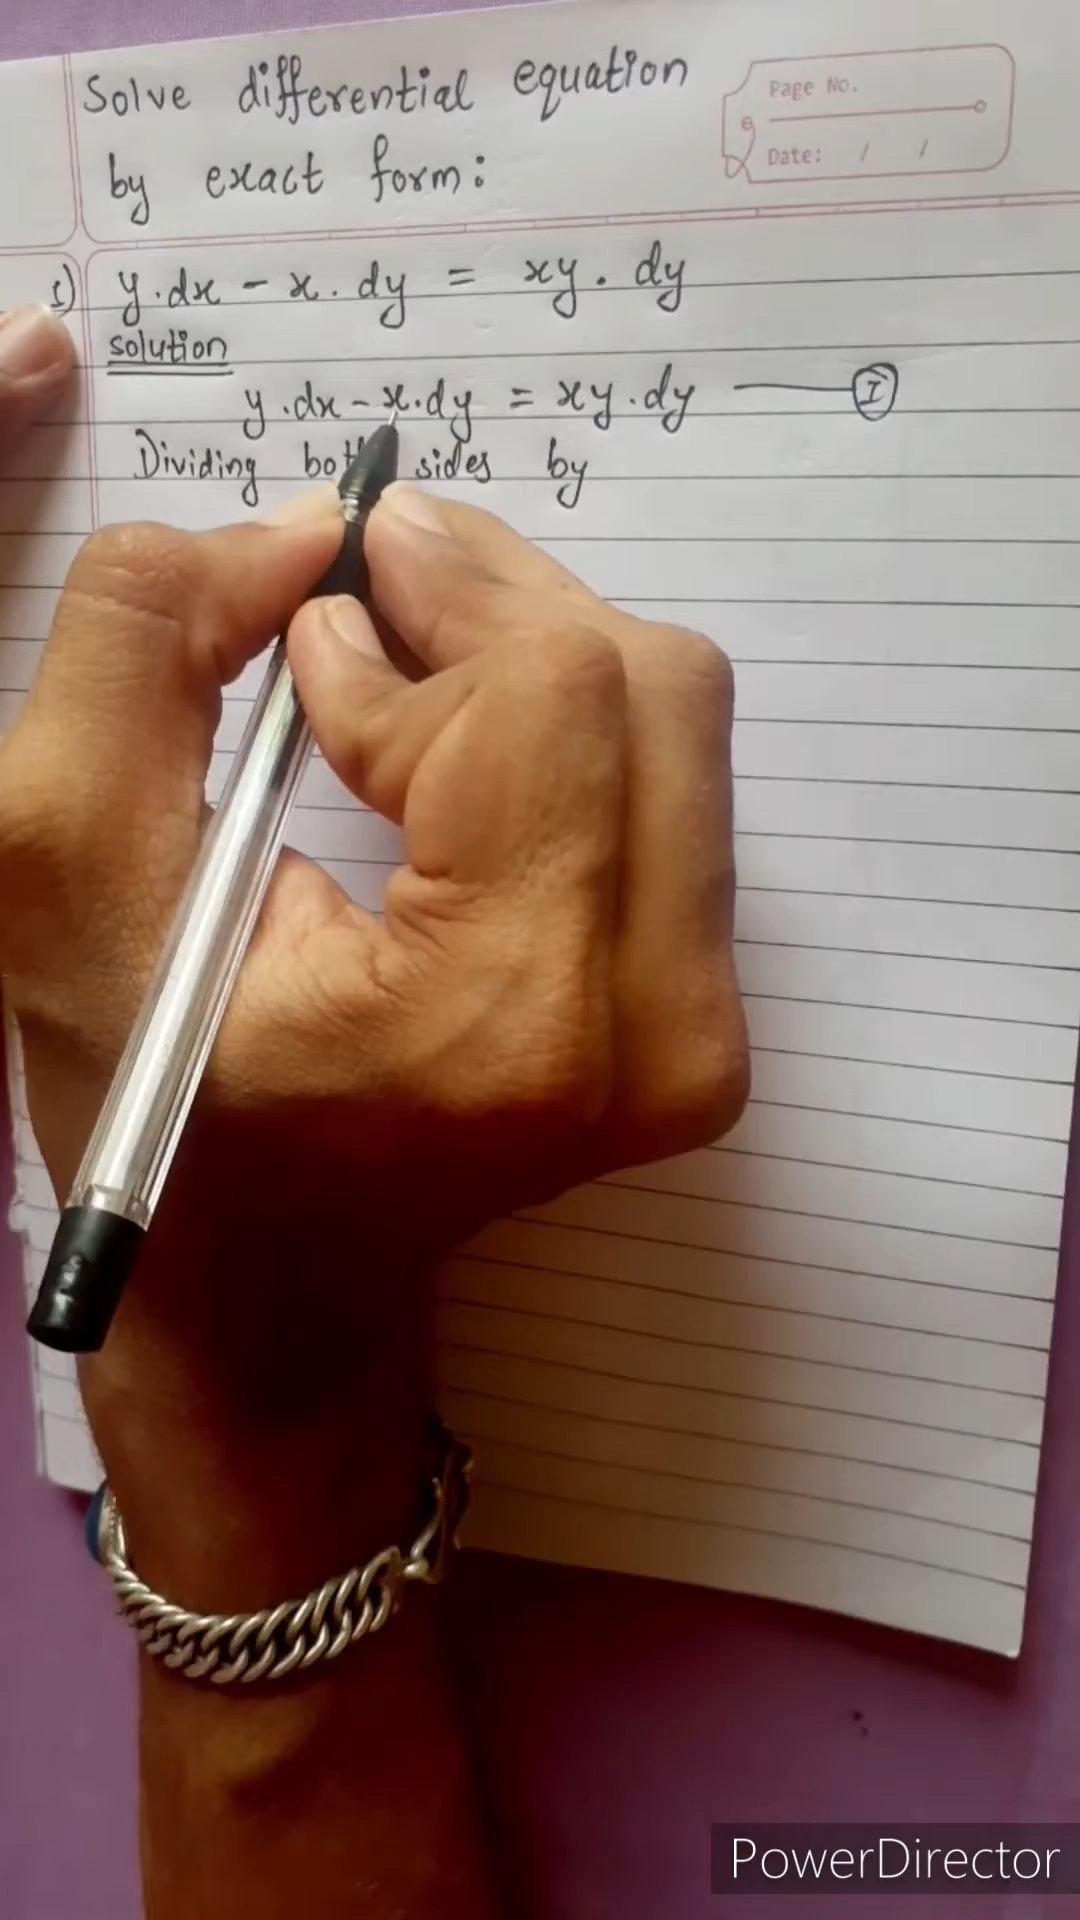 Solve differential equation
by exact form:
Page No.
Date: / /
1) y.dx - x.dy = xy.dy
solution
y.dx - x.dy = xy.dy —— I
Dividing both sides by
PowerDirector